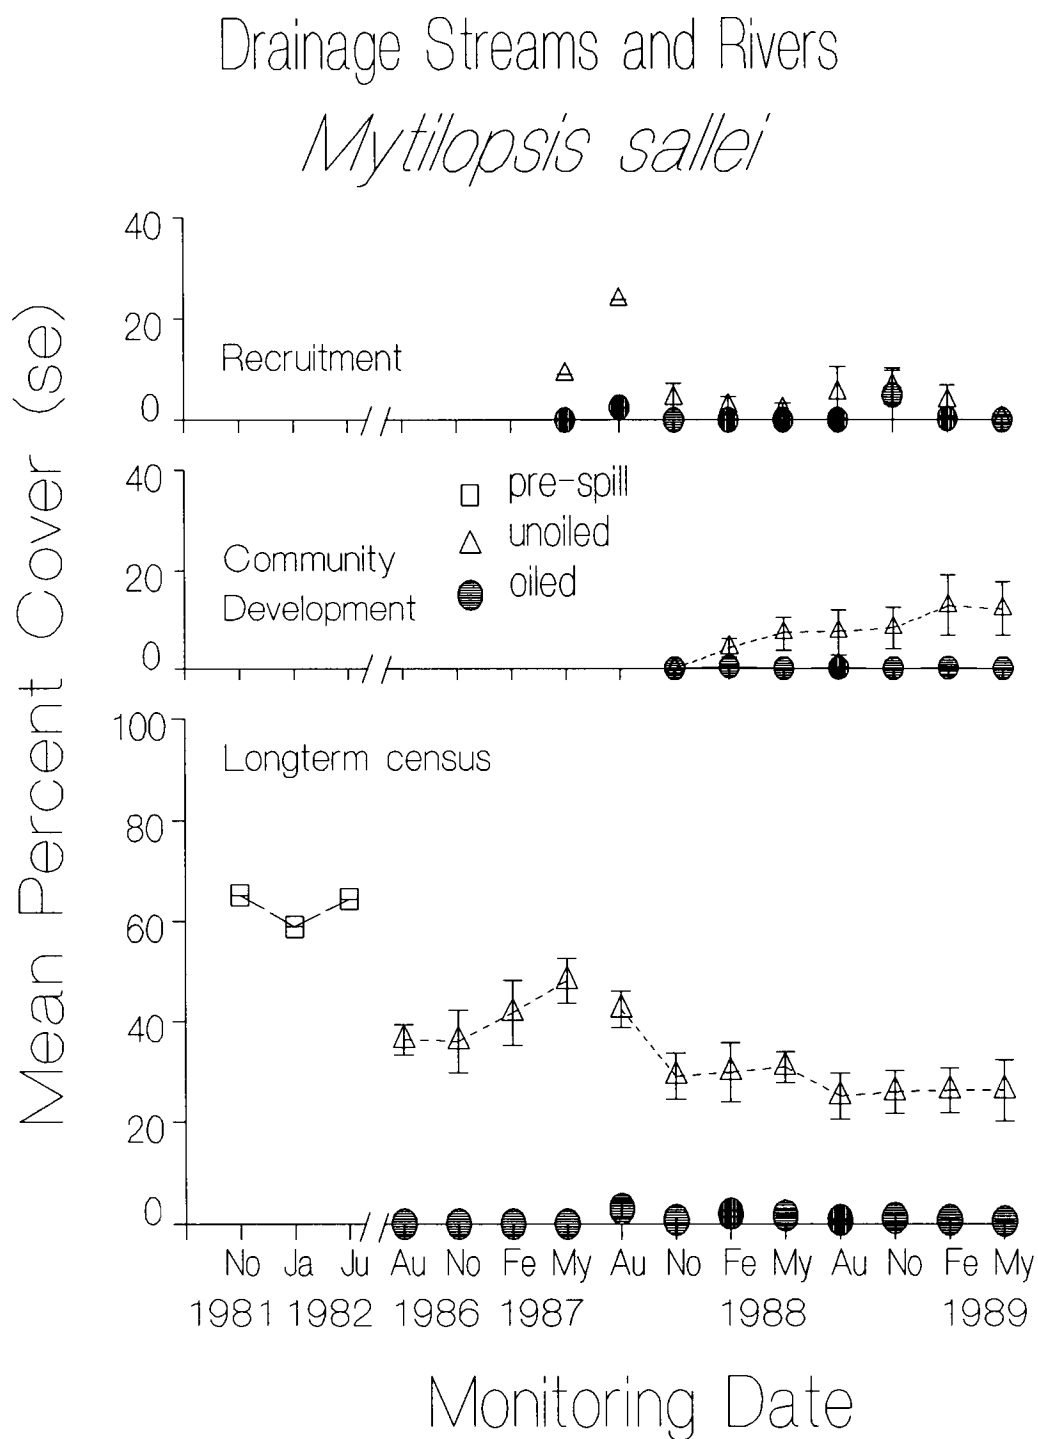 Drainage Streams and Rivers
Mytilopsis sallei
Mean Percent Cover (se)
40
20
0
Recruitment
40
20
0
Community
Development
pre-spill
unoiled
oiled
100
80
60
40
20
0
Longterm census
No Ja Ju Au No Fe My Au No Fe My Au No Fe My
1981 1982 1986 1987 1988 1989
Monitoring Date